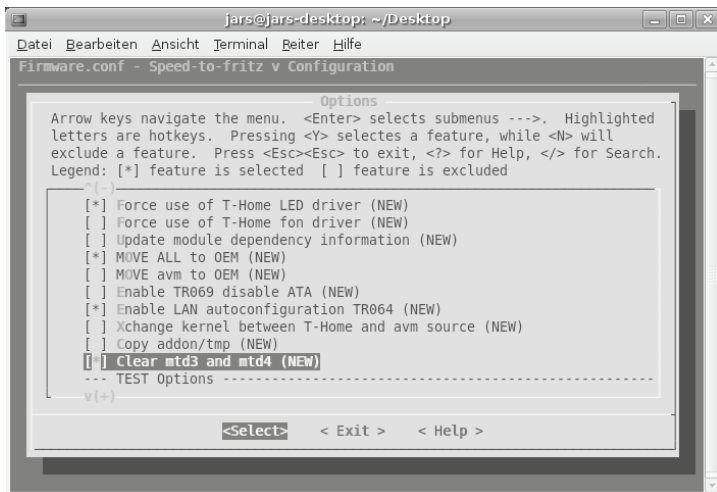 jars@jars-desktop: ~/Desktop
Datei Bearbeiten Ansicht Terminal Reiter Hilfe
Firmware.conf - Speed-to-fritz v Configuration
Options
Arrow keys navigate the menu. <Enter> selects submenus --->. Highlighted
letters are hotkeys. Pressing <Y> selectes a feature, while <N> will
exclude a feature. Press <Esc><Esc> to exit, <?> for Help, </> for Search.
Legend: [*] feature is selected [ ] feature is excluded
^(-)
[*] Force use of T-Home LED driver (NEW)
[ ] Force use of T-Home fon driver (NEW)
[ ] Update module dependency information (NEW)
[*] MOVE ALL to OEM (NEW)
[ ] MOVE avm to OEM (NEW)
[ ] Enable TR069 disable ATA (NEW)
[*] Enable LAN autoconfiguration TR064 (NEW)
[ ] Xchange kernel between T-Home and avm source (NEW)
[ ] Copy addon/tmp (NEW)
[*] Clear mtd3 and mtd4 (NEW)
--- TEST Options -----------------------------------------------------
v(+)
<Select> < Exit > < Help >